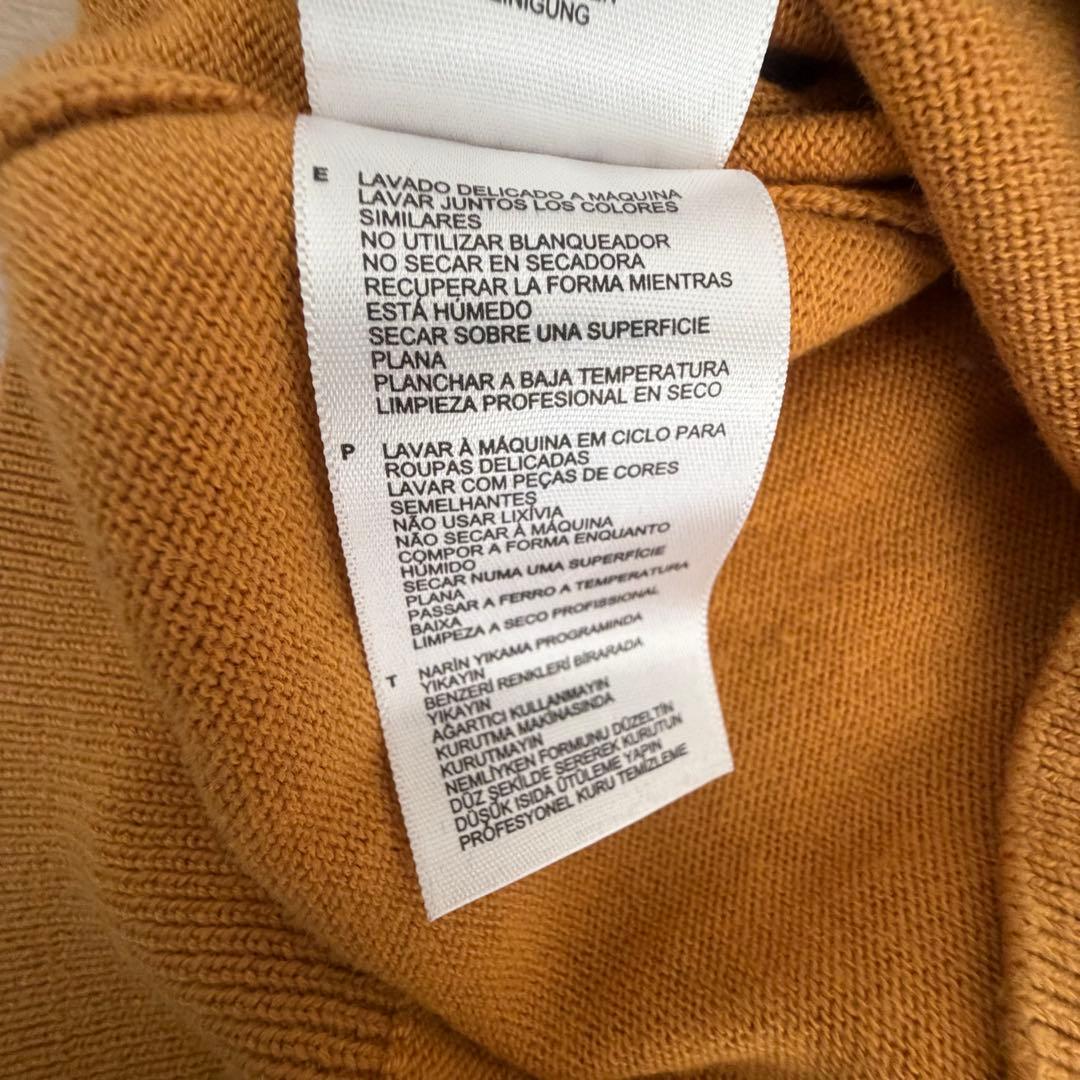 EINIGUNG
E LAVADO DELICADO A MÁQUINA
LAVAR JUNTOS LOS COLORES
SIMILARES
NO UTILIZAR BLANQUEADOR
NO SECAR EN SECADORA
RECUPERAR LA FORMA MIENTRAS
ESTÁ HÚMEDO
SECAR SOBRE UNA SUPERFICIE
PLANA
PLANCHAR A BAJA TEMPERATURA
LIMPIEZA PROFESIONAL EN SECO
P LAVAR À MÁQUINA EM CICLO PARA
ROUPAS DELICADAS
LAVAR COM PEÇAS DE CORES
SEMELHANTES
NÃO USAR LIXÍVIA
NÃO SECAR À MÁQUINA
COMPOR A FORMA ENQUANTO
HÚMIDO
SECAR NUMA UMA SUPERFÍCIE
PLANA
PASSAR A FERRO A TEMPERATURA
BAIXA
LIMPEZA A SECO PROFISSIONAL
T NARİN YIKAMA PROGRAMINDA
YIKAYIN
BENZERİ RENKLERİ BİRARADA
YIKAYIN
AĞARTICI KULLANMAYIN
KURUTMA MAKİNASINDA
KURUTMAYIN
NEMLİYKEN FORMUNU DÜZELTİN
DÜZ ŞEKİLDE SEREREK KURUTUN
DÜŞÜK ISIDA ÜTÜLEME YAPIN
PROFESYONEL KURU TEMİZLEME